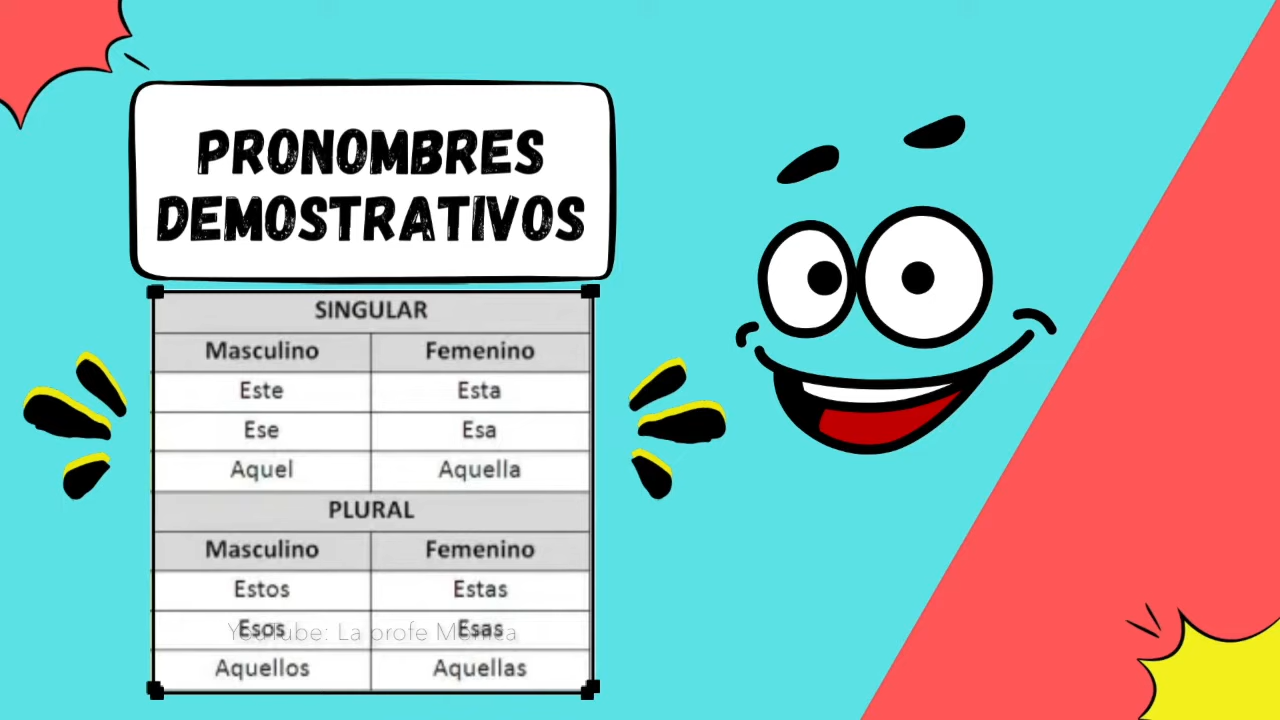 PRONOMBRES
DEMOSTRATIVOS
SINGULAR
Masculino Femenino
Este Esta
Ese Esa
Aquel Aquella
PLURAL
Masculino Femenino
Estos Estas
Esos Esas
YouTube: La profe Mónica
Aquellos Aquellas